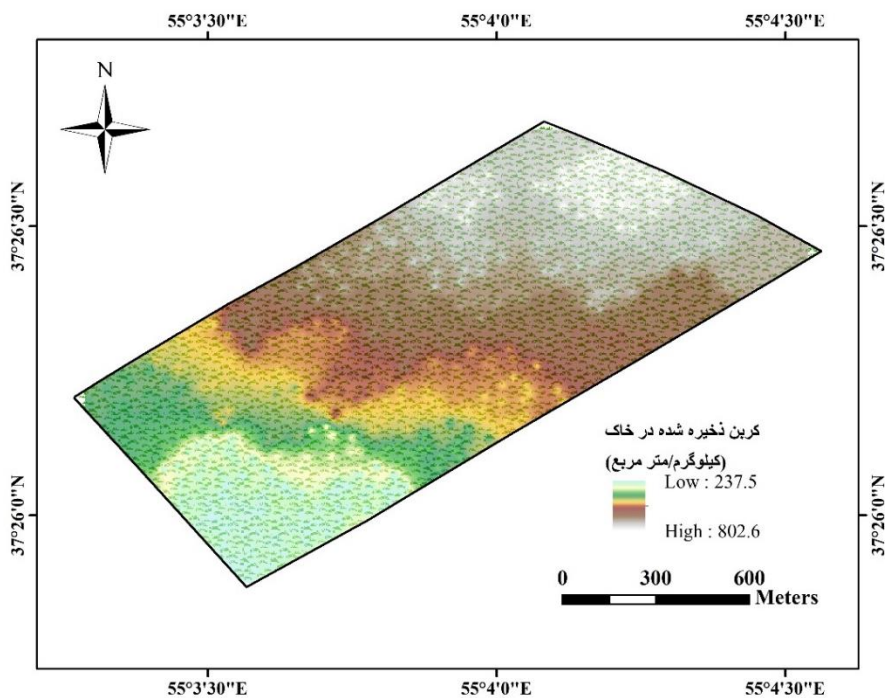 55°3'30"E 55°4'0"E 55°4'30"E
N
37°26'30"N 37°26'30"N
کربن ذخیره شده در خاک
(کیلوگرم/متر مربع)
Low : 237.5
High : 802.6
37°26'0"N 37°26'0"N
0 300 600
Meters
55°3'30"E 55°4'0"E 55°4'30"E